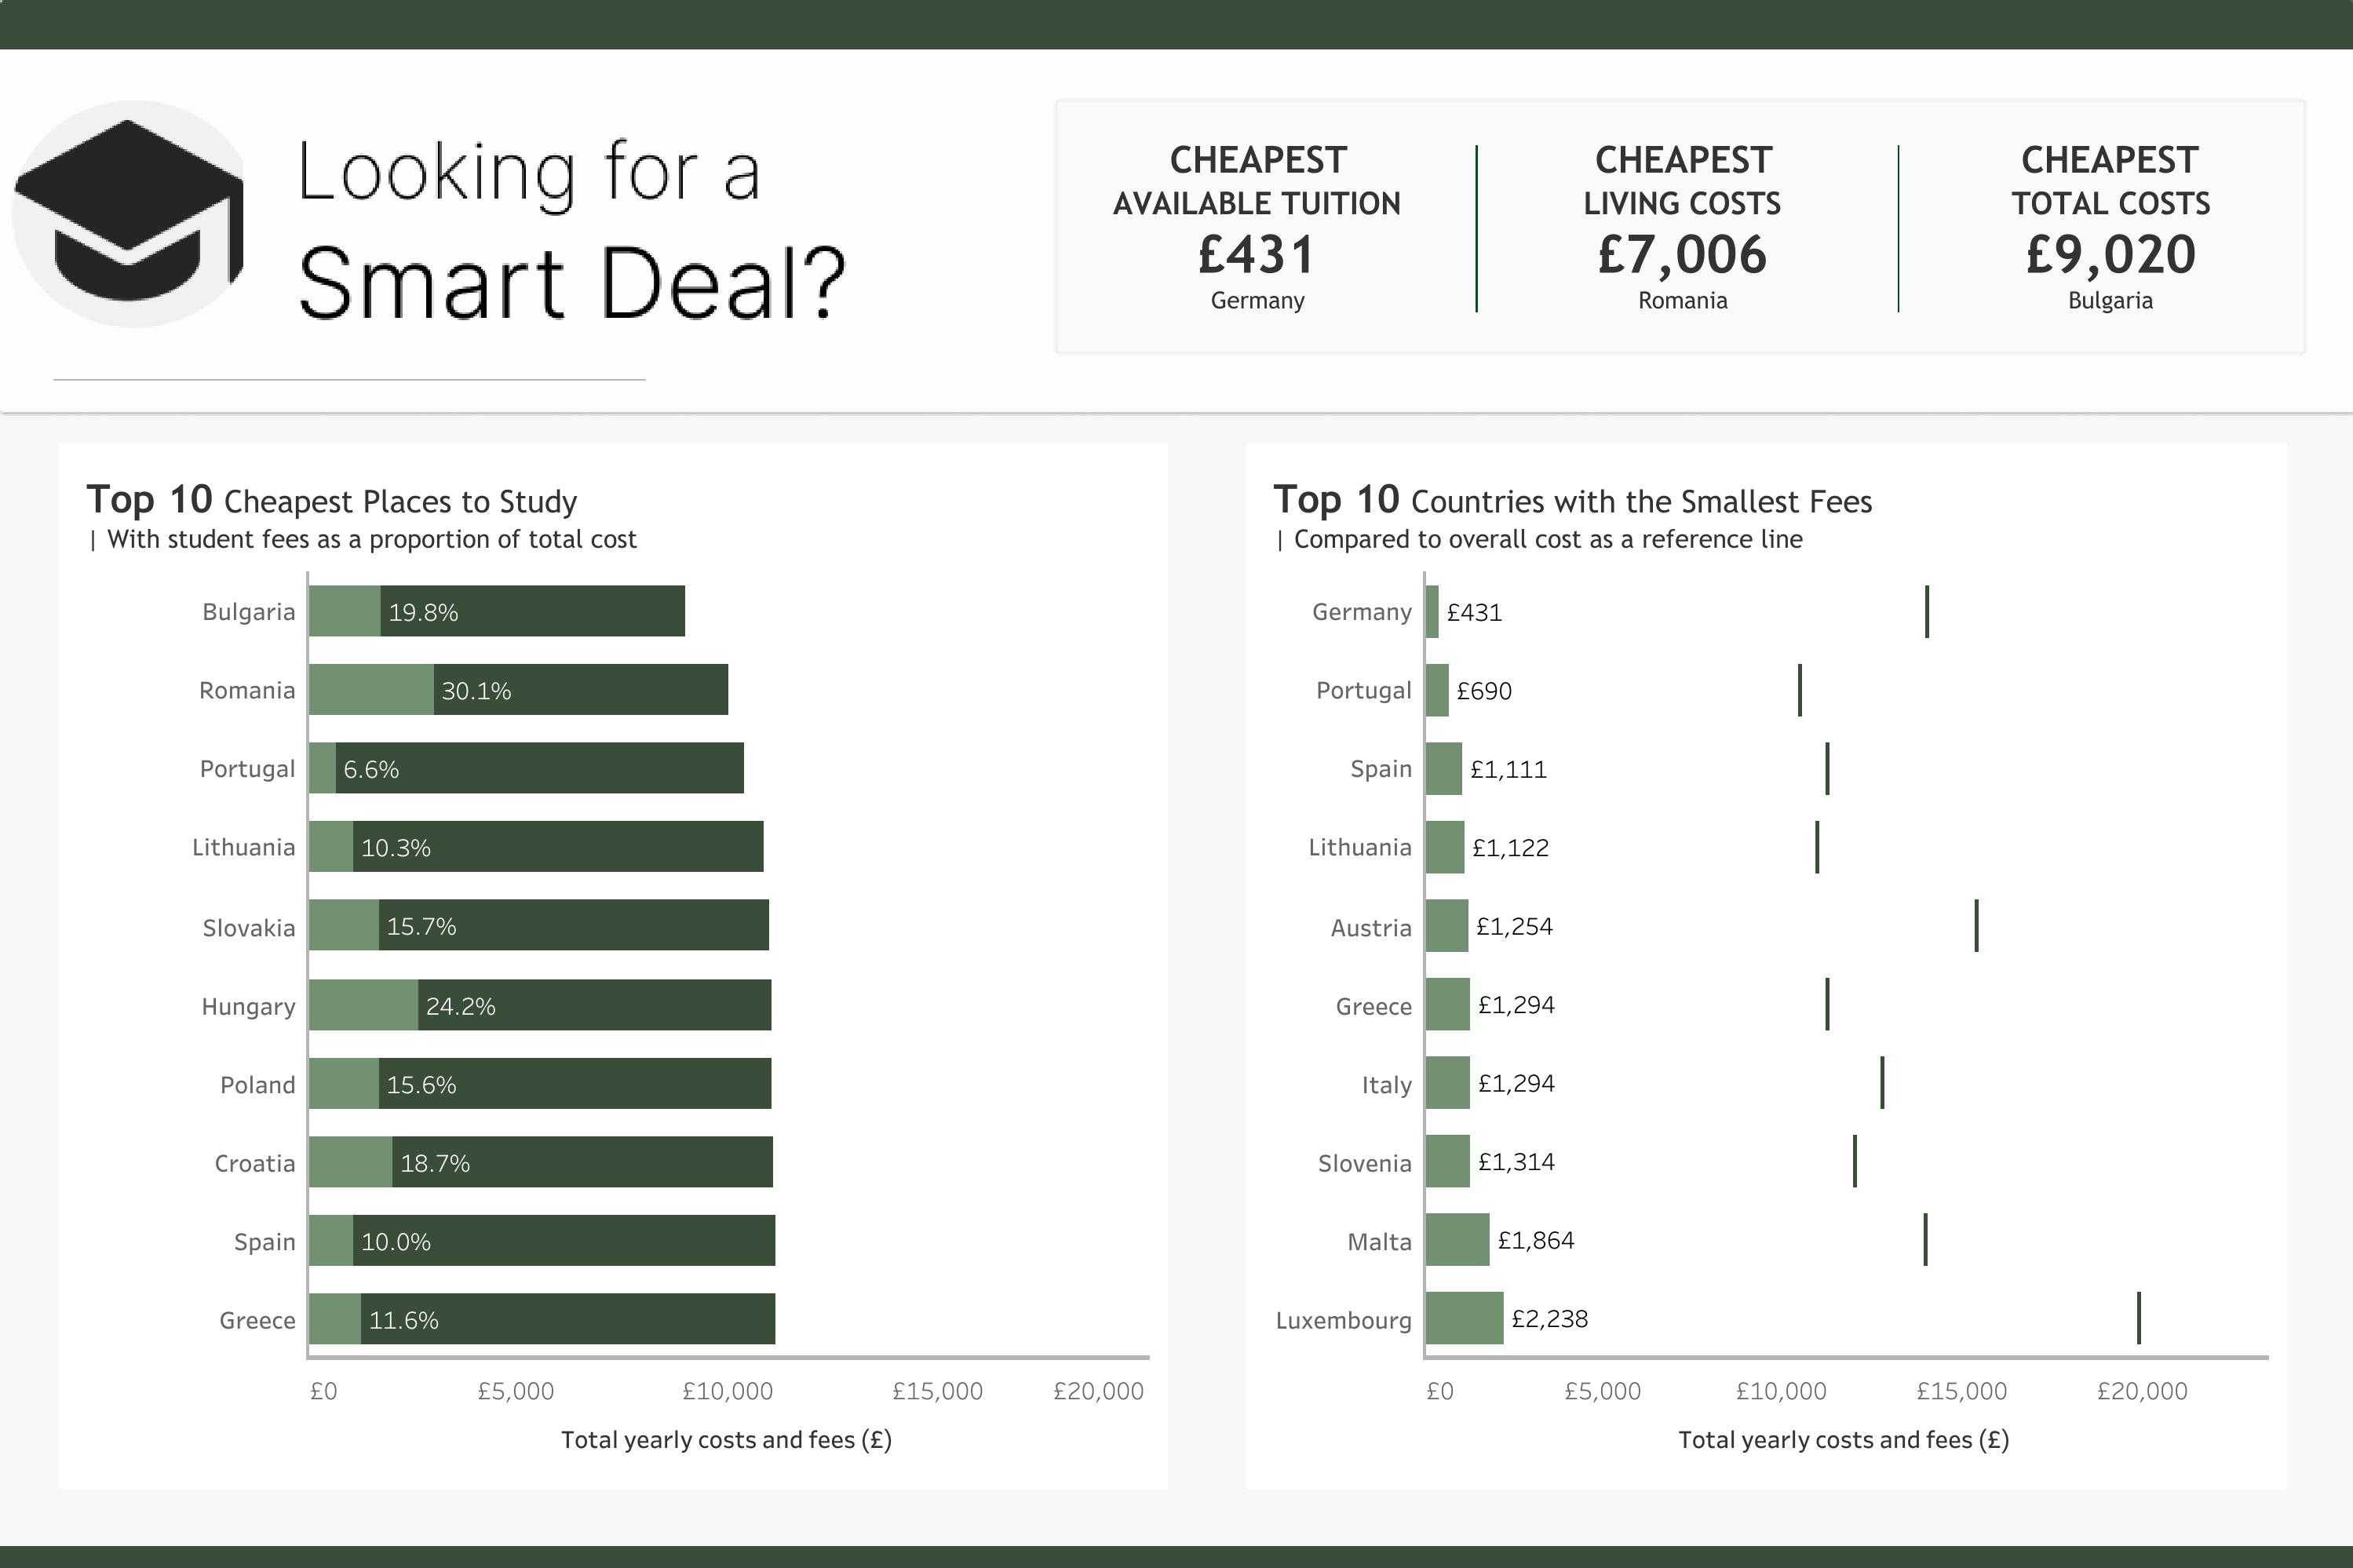 Looking for a
Smart Deal?
CHEAPEST
AVAILABLE TUITION
£431
Germany
CHEAPEST
LIVING COSTS
£7,006
Romania
CHEAPEST
TOTAL COSTS
£9,020
Bulgaria
Top 10 Cheapest Places to Study
| With student fees as a proportion of total cost
Bulgaria 19.8%
Romania 30.1%
Portugal 6.6%
Lithuania 10.3%
Slovakia 15.7%
Hungary 24.2%
Poland 15.6%
Croatia 18.7%
Spain 10.0%
Greece 11.6%
£0 £5,000 £10,000 £15,000 £20,000
Total yearly costs and fees (£)
Top 10 Countries with the Smallest Fees
| Compared to overall cost as a reference line
Germany £431
Portugal £690
Spain £1,111
Lithuania £1,122
Austria £1,254
Greece £1,294
Italy £1,294
Slovenia £1,314
Malta £1,864
Luxembourg £2,238
£0 £5,000 £10,000 £15,000 £20,000
Total yearly costs and fees (£)